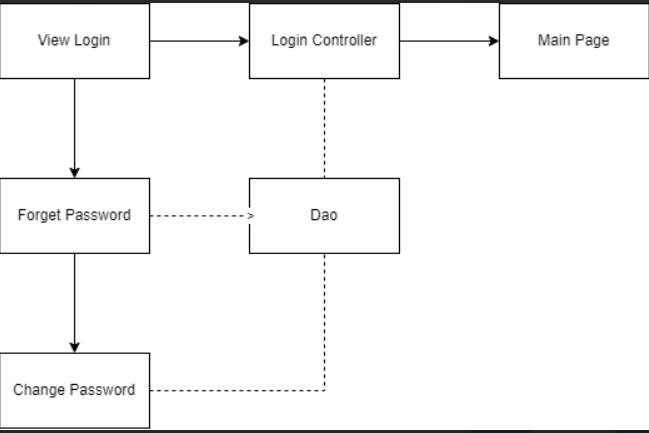 View Login
Login Controller
Main Page
Forget Password
Dao
Change Password